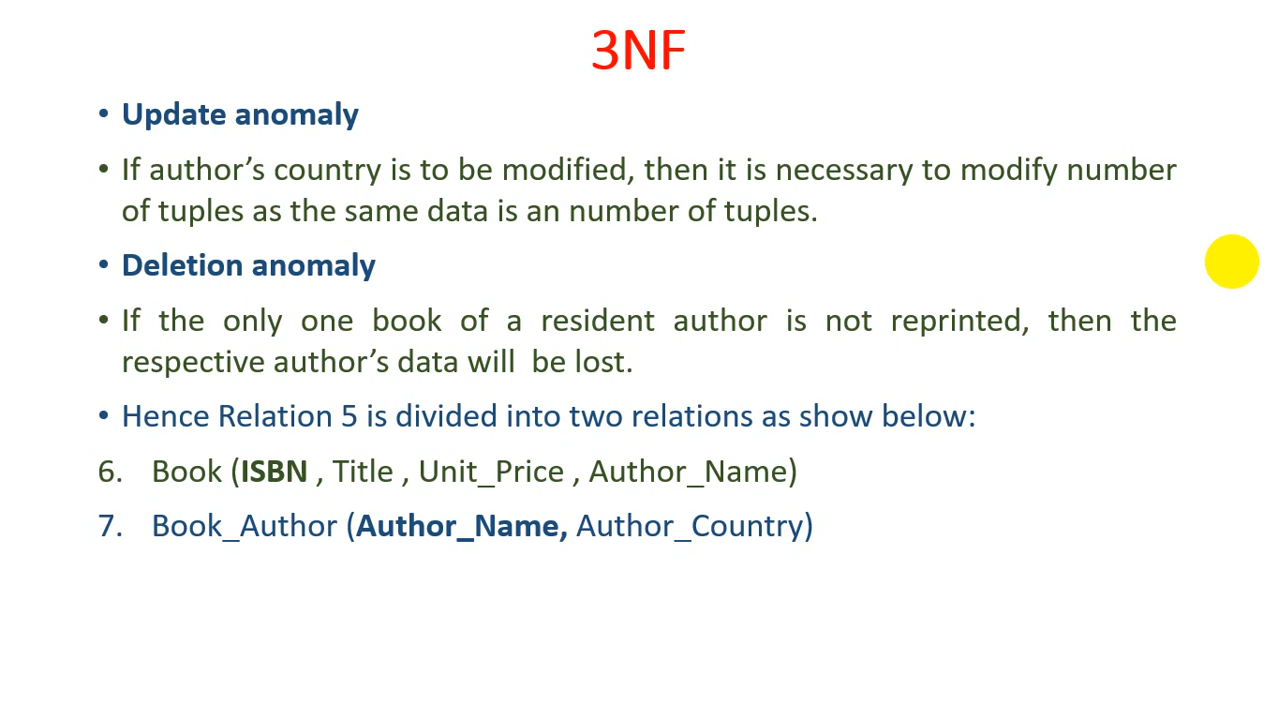 3NF
• Update anomaly
• If author’s country is to be modified, then it is necessary to modify number
of tuples as the same data is an number of tuples.
• Deletion anomaly
• If the only one book of a resident author is not reprinted, then the
respective author’s data will be lost.
• Hence Relation 5 is divided into two relations as show below:
6. Book (ISBN , Title , Unit_Price , Author_Name)
7. Book_Author (Author_Name, Author_Country)